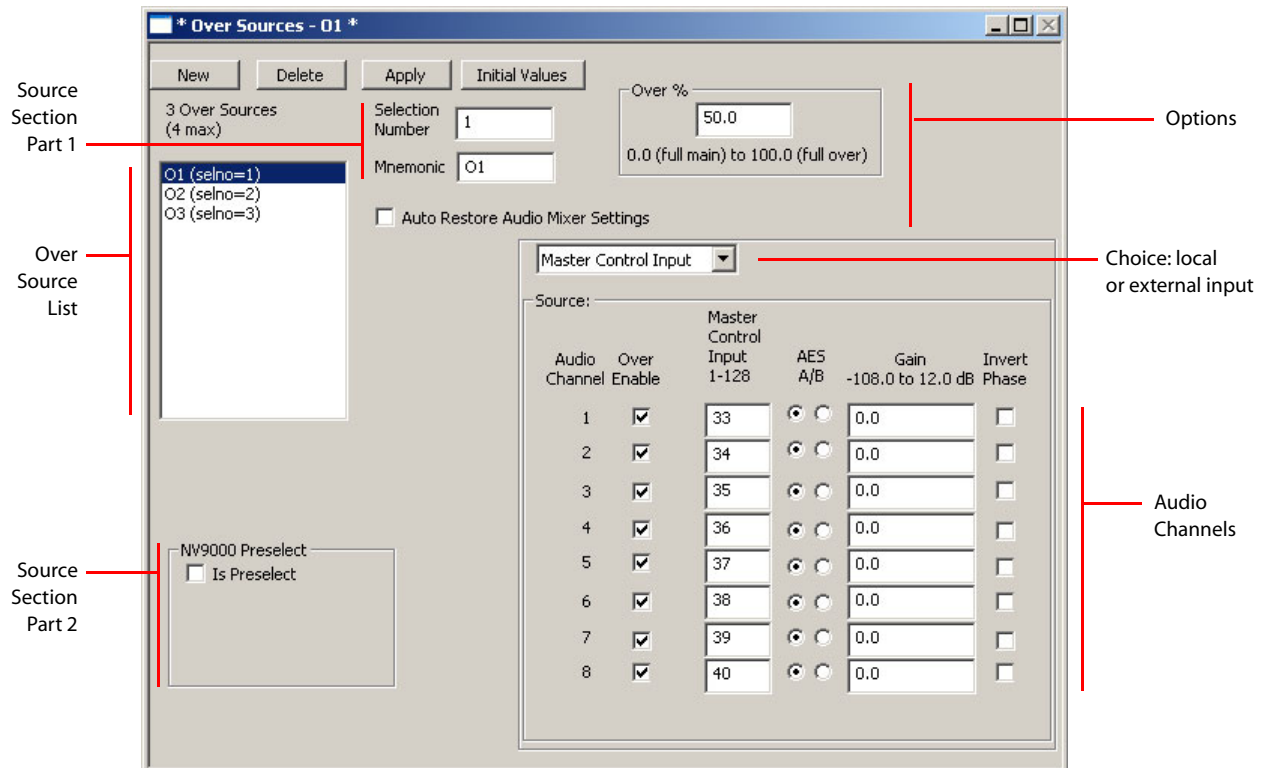 * Over Sources - O1 *
New Delete Apply Initial Values
Source
Section
Part 1
3 Over Sources
(4 max)
Selection
Number
1
Mnemonic O1
Over %
50.0
0.0 (full main) to 100.0 (full over)
Options
O1 (selno=1)
O2 (selno=2)
O3 (selno=3)
Auto Restore Audio Mixer Settings
Over
Source
List
Master Control Input
Choice: local
or external input
Source:
Audio
Channel
Over
Enable
Master
Control
Input
1-128
AES
A/B
Gain
-108.0 to 12.0 dB
Invert
Phase
1 33 0.0
2 34 0.0
3 35 0.0
4 36 0.0
5 37 0.0
6 38 0.0
7 39 0.0
8 40 0.0
Audio
Channels
Source
Section
Part 2
NV9000 Preselect
Is Preselect